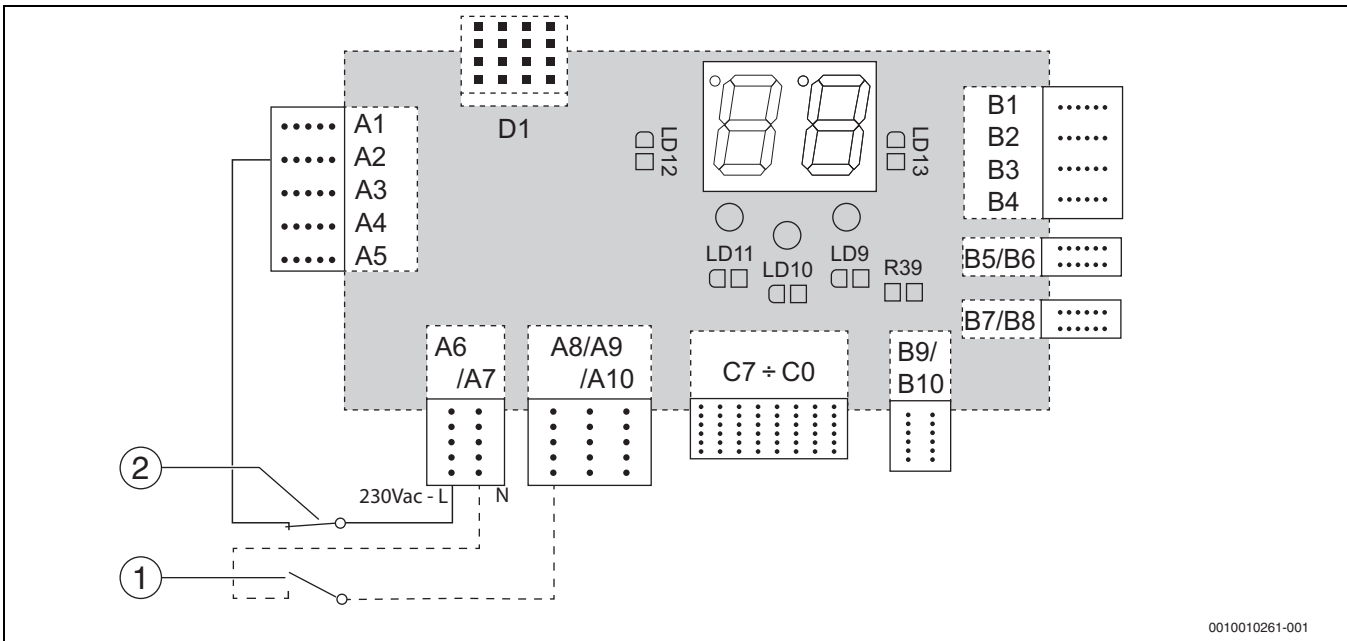 D1
A1
A2
A3
A4
A5
LD12
LD13
B1
B2
B3
B4
LD11
LD10
LD9
R39
B5/B6
B7/B8
A6
/A7
A8/A9
/A10
C7 ÷ C0
B9/
B10
2
230Vac - L
N
1
0010010261-001